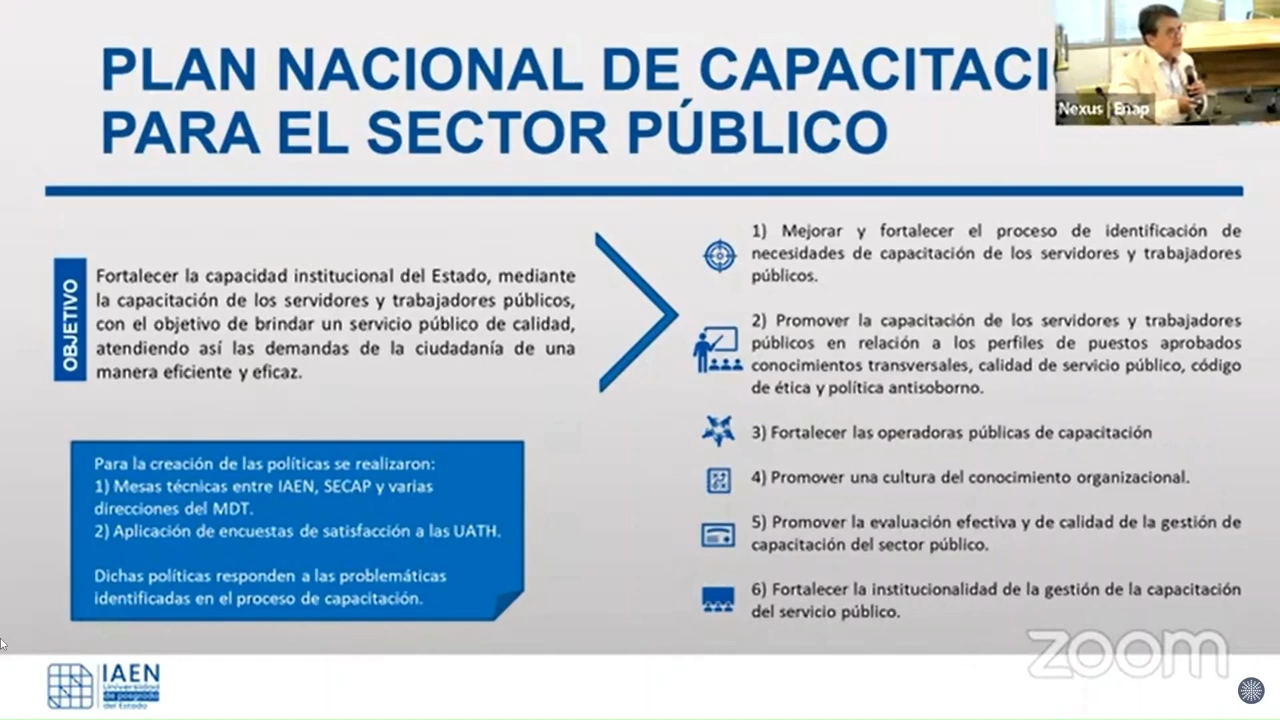 PLAN NACIONAL DE CAPACITACI
PARA EL SECTOR PÚBLICO
Nexus | Enap
OBJETIVO
Fortalecer la capacidad institucional del Estado, mediante
la capacitación de los servidores y trabajadores públicos,
con el objetivo de brindar un servicio público de calidad,
atendiendo así las demandas de la ciudadanía de una
manera eficiente y eficaz.
Para la creación de las políticas se realizaron:
1) Mesas técnicas entre IAEN, SECAP y varias
direcciones del MDT.
2) Aplicación de encuestas de satisfacción a las UATH.
Dichas políticas responden a las problemáticas
identificadas en el proceso de capacitación.
1) Mejorar y fortalecer el proceso de identificación de
necesidades de capacitación de los servidores y trabajadores
públicos.
2) Promover la capacitación de los servidores y trabajadores
públicos en relación a los perfiles de puestos aprobados
conocimientos transversales, calidad de servicio público, código
de ética y política antisoborno.
3) Fortalecer las operadoras públicas de capacitación
4) Promover una cultura del conocimiento organizacional.
5) Promover la evaluación efectiva y de calidad de la gestión de
capacitación del sector público.
6) Fortalecer la institucionalidad de la gestión de la capacitación
del servicio público.
zoom
IAEN
Universidad
de posgrado
del Estado